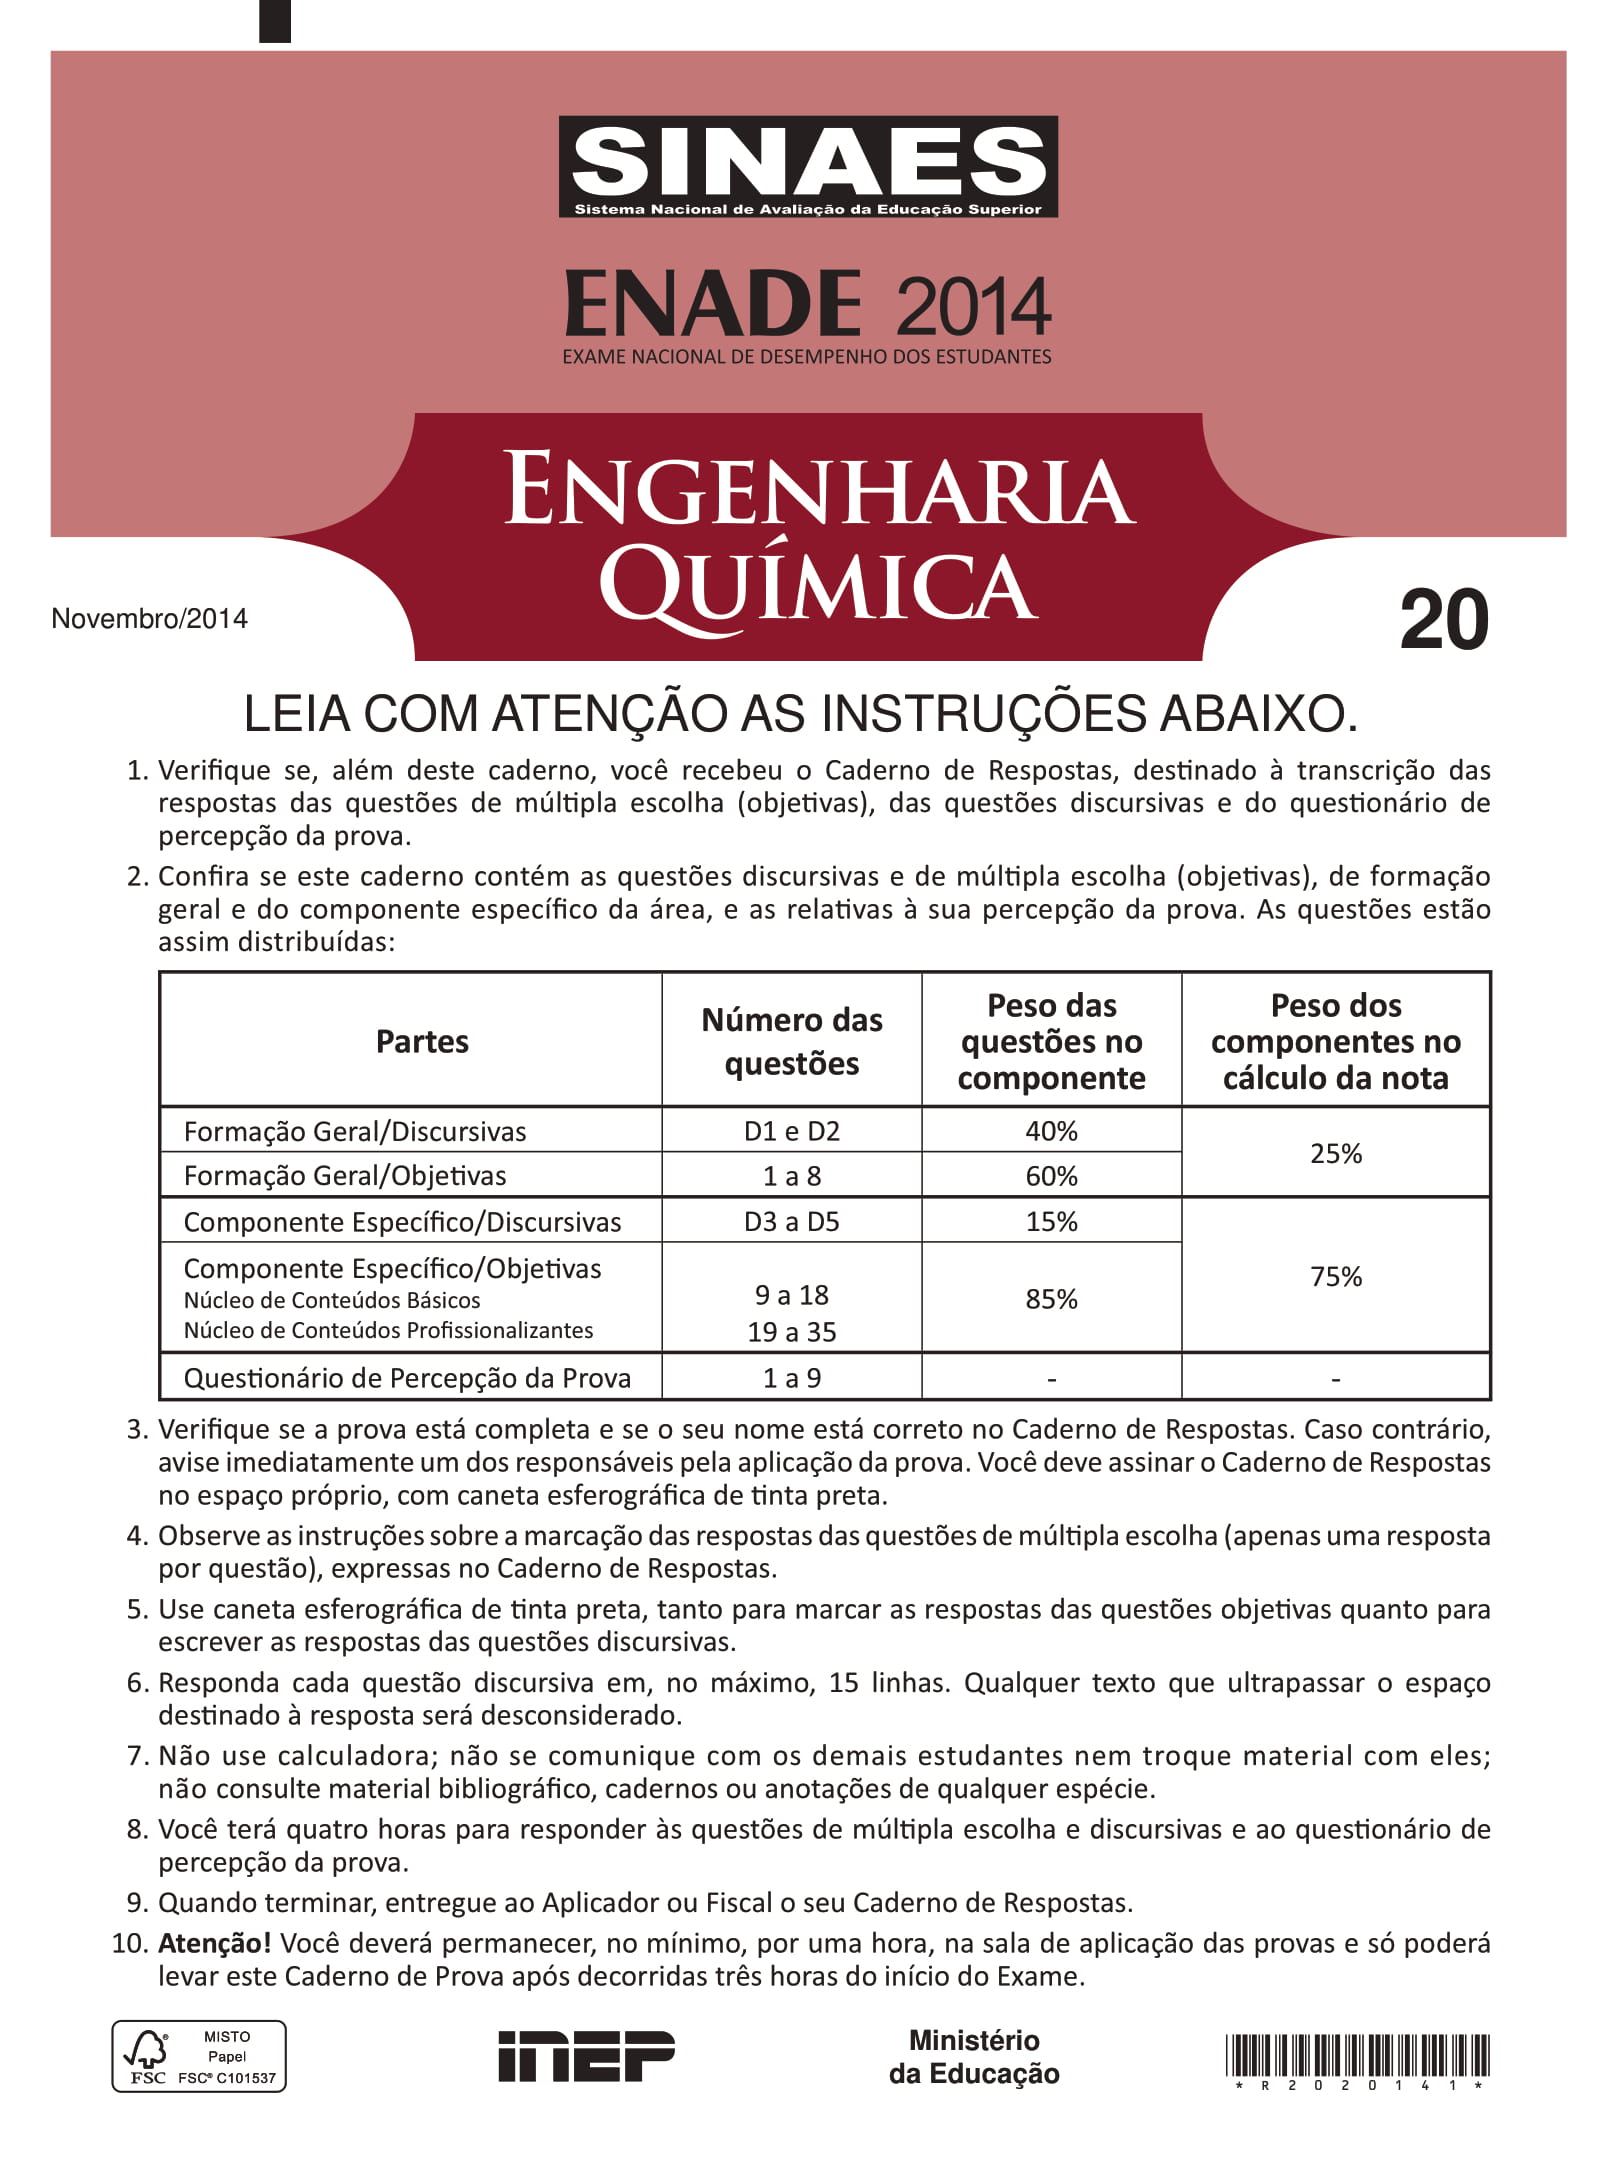 SINAES
Sistema Nacional de Avaliação da Educação Superior
ENADE 2014
EXAME NACIONAL DE DESEMPENHO DOS ESTUDANTES
ENGENHARIA
QUÍMICA
Novembro/2014
20
LEIA COM ATENÇÃO AS INSTRUÇÕES ABAIXO.
1. Verifique se, além deste caderno, você recebeu o Caderno de Respostas, destinado à transcrição das
respostas das questões de múltipla escolha (objetivas), das questões discursivas e do questionário de
percepção da prova.
2. Confira se este caderno contém as questões discursivas e de múltipla escolha (objetivas), de formação
geral e do componente específico da área, e as relativas à sua percepção da prova. As questões estão
assim distribuídas:
Partes
Número das
questões
Peso das
questões no
componente
Peso dos
componentes no
cálculo da nota
Formação Geral/Discursivas
D1 e D2
40%
25%
Formação Geral/Objetivas
1 a 8
60%
Componente Específico/Discursivas
D3 a D5
15%
75%
Componente Específico/Objetivas
Núcleo de Conteúdos Básicos
Núcleo de Conteúdos Profissionalizantes
9 a 18
19 a 35
85%
Questionário de Percepção da Prova
1 a 9
-
-
3. Verifique se a prova está completa e se o seu nome está correto no Caderno de Respostas. Caso contrário,
avise imediatamente um dos responsáveis pela aplicação da prova. Você deve assinar o Caderno de Respostas
no espaço próprio, com caneta esferográfica de tinta preta.
4. Observe as instruções sobre a marcação das respostas das questões de múltipla escolha (apenas uma resposta
por questão), expressas no Caderno de Respostas.
5. Use caneta esferográfica de tinta preta, tanto para marcar as respostas das questões objetivas quanto para
escrever as respostas das questões discursivas.
6. Responda cada questão discursiva em, no máximo, 15 linhas. Qualquer texto que ultrapassar o espaço
destinado à resposta será desconsiderado.
7. Não use calculadora; não se comunique com os demais estudantes nem troque material com eles;
não consulte material bibliográfico, cadernos ou anotações de qualquer espécie.
8. Você terá quatro horas para responder às questões de múltipla escolha e discursivas e ao questionário de
percepção da prova.
9. Quando terminar, entregue ao Aplicador ou Fiscal o seu Caderno de Respostas.
10. Atenção! Você deverá permanecer, no mínimo, por uma hora, na sala de aplicação das provas e só poderá
levar este Caderno de Prova após decorridas três horas do início do Exame.
FSC
MISTO
Papel
FSC® C101537
INEP
Ministério
da Educação
*R2020141*